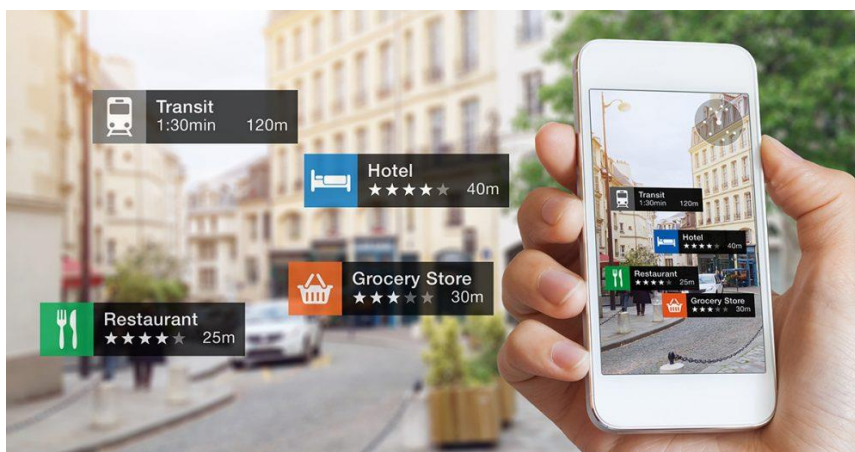 Transit
1:30min 120m
Hotel
★★★★★ 40m
Grocery Store
★★★★★ 30m
Restaurant
★★★★★ 25m
Transit
1:30min 120m
Hotel
★★★★★ 40m
Restaurant
★★★★★ 25m
Grocery Store
★★★★★ 30m